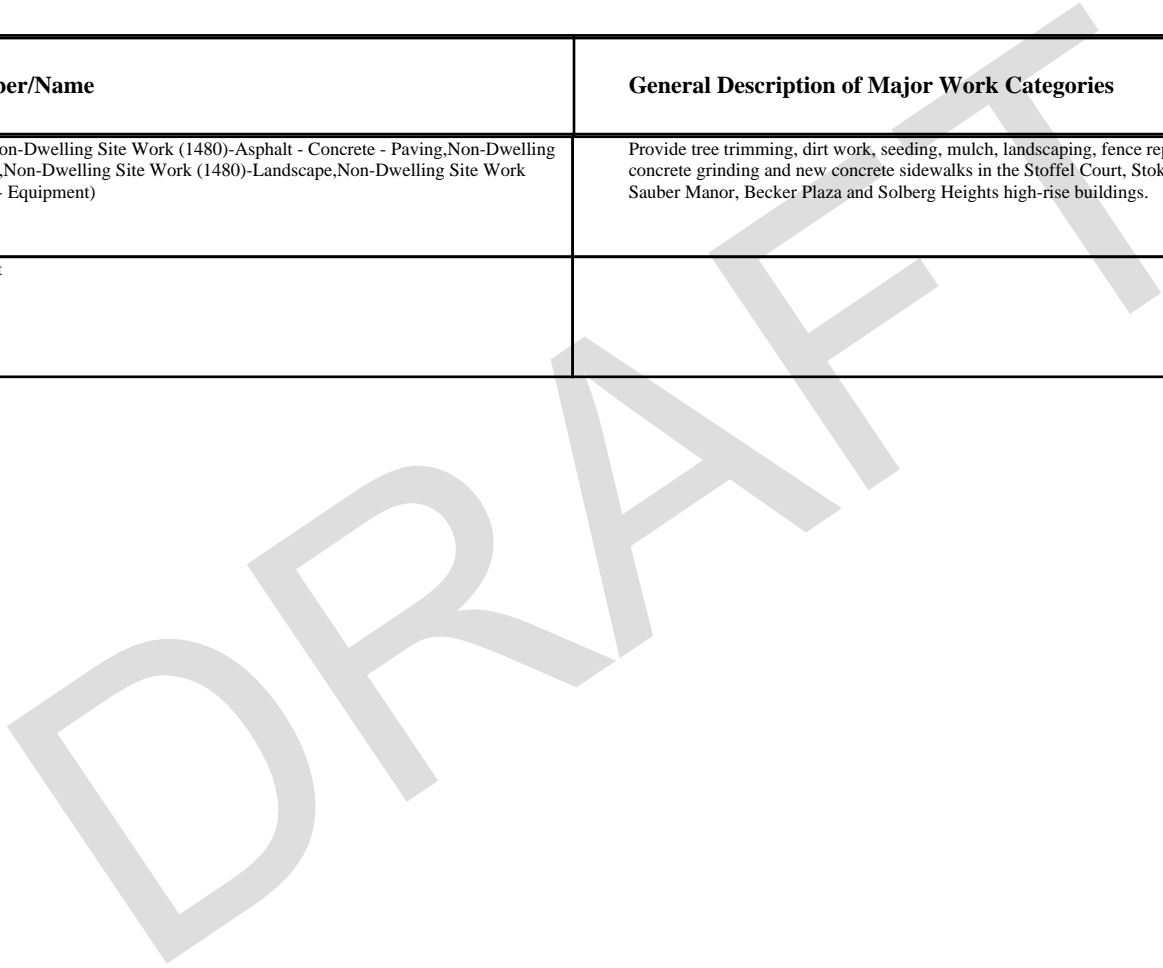 per/Name
General Description of Major Work Categories
on-Dwelling Site Work (1480)-Asphalt - Concrete - Paving,Non-Dwelling
,Non-Dwelling Site Work (1480)-Landscape,Non-Dwelling Site Work
- Equipment)
Provide tree trimming, dirt work, seeding, mulch, landscaping, fence rep
concrete grinding and new concrete sidewalks in the Stoffel Court, Stok
Sauber Manor, Becker Plaza and Solberg Heights high-rise buildings.
t
DRAFT